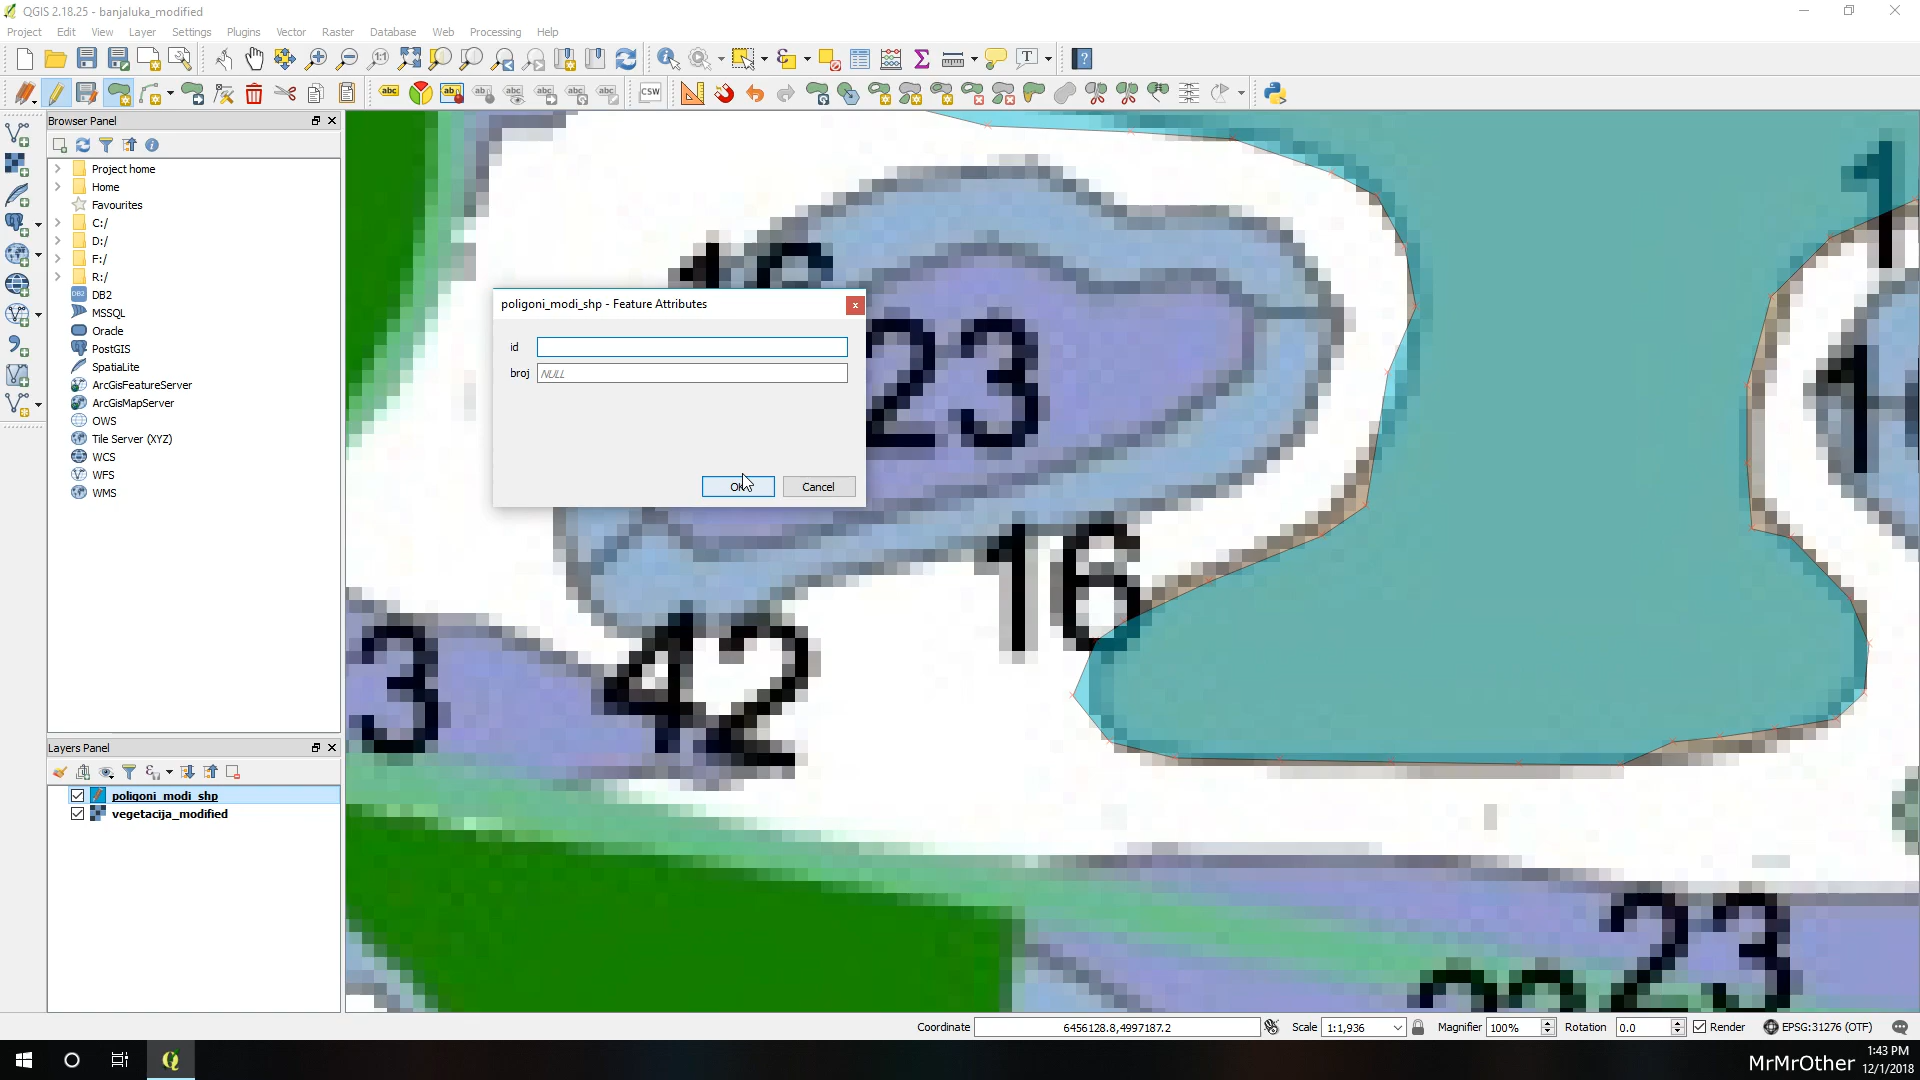 QGIS 2.18.25 - banjaluka_modified
Project Edit View Layer Settings Plugins Vector Raster Database Web Processing Help
CSW
Browser Panel
Project home
Home
Favourites
C:/
D:/
F:/
R:/
DB2
MSSQL
Oracle
PostGIS
SpatiaLite
ArcGisFeatureServer
ArcGisMapServer
OWS
Tile Server (XYZ)
WCS
WFS
WMS
Layers Panel
poligoni_modi_shp
vegetacija_modified
poligoni_modi_shp - Feature Attributes
id
broj NULL
OK Cancel
23
16
42
3
1
1
23
Coordinate 6456128.8,4997187.2 Scale 1:1,936 Magnifier 100% Rotation 0.0 Render EPSG:31276 (OTF)
MrMrOther
1:43 PM
12/1/2018